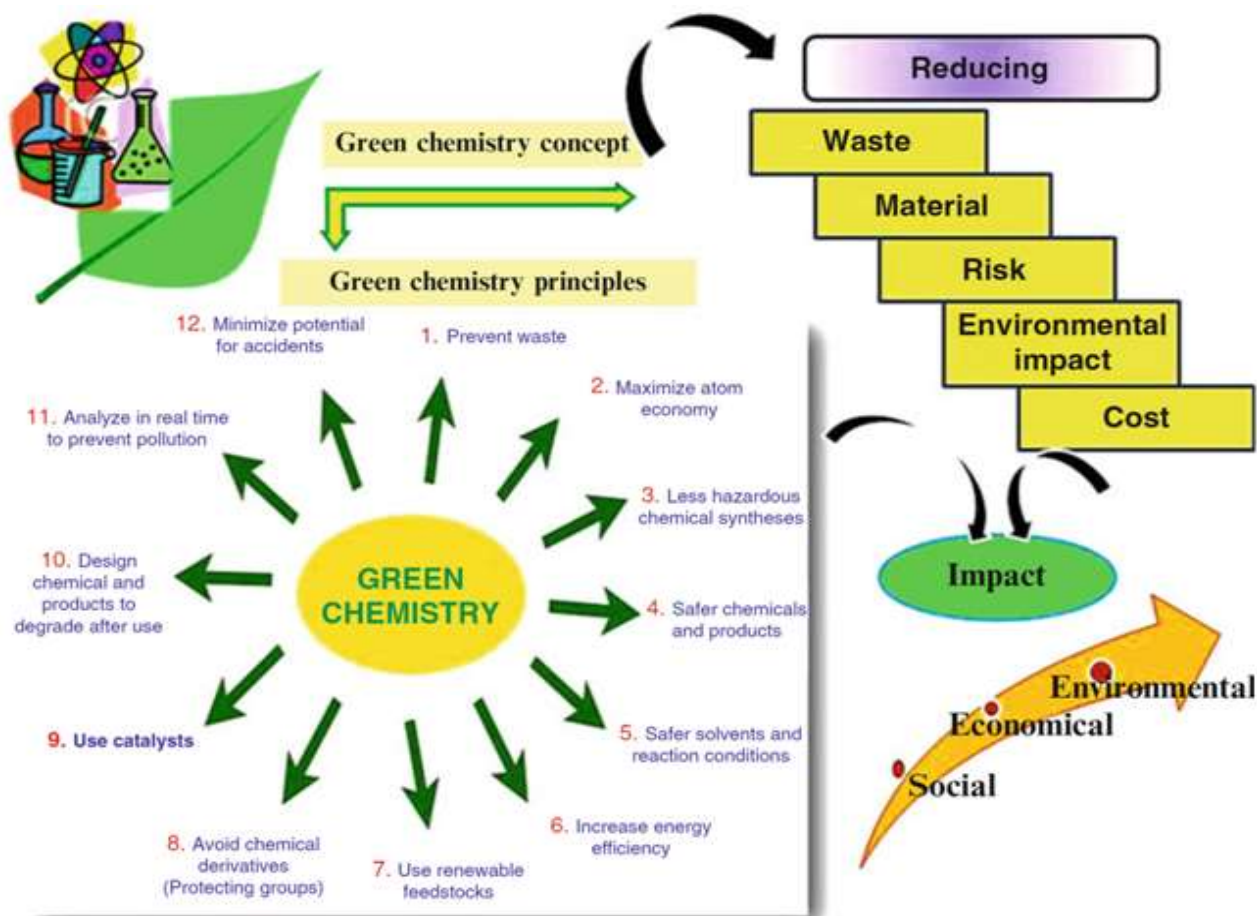 Green chemistry concept
Green chemistry principles
Reducing
Waste
Material
Risk
Environmental
impact
Cost
1. Prevent waste
2. Maximize atom
economy
3. Less hazardous
chemical syntheses
4. Safer chemicals
and products
5. Safer solvents and
reaction conditions
6. Increase energy
efficiency
7. Use renewable
feedstocks
8. Avoid chemical
derivatives
(Protecting groups)
9. Use catalysts
10. Design
chemical and
products to
degrade after use
11. Analyze in real time
to prevent pollution
12. Minimize potential
for accidents
GREEN
CHEMISTRY
Impact
Environmental
Economical
Social